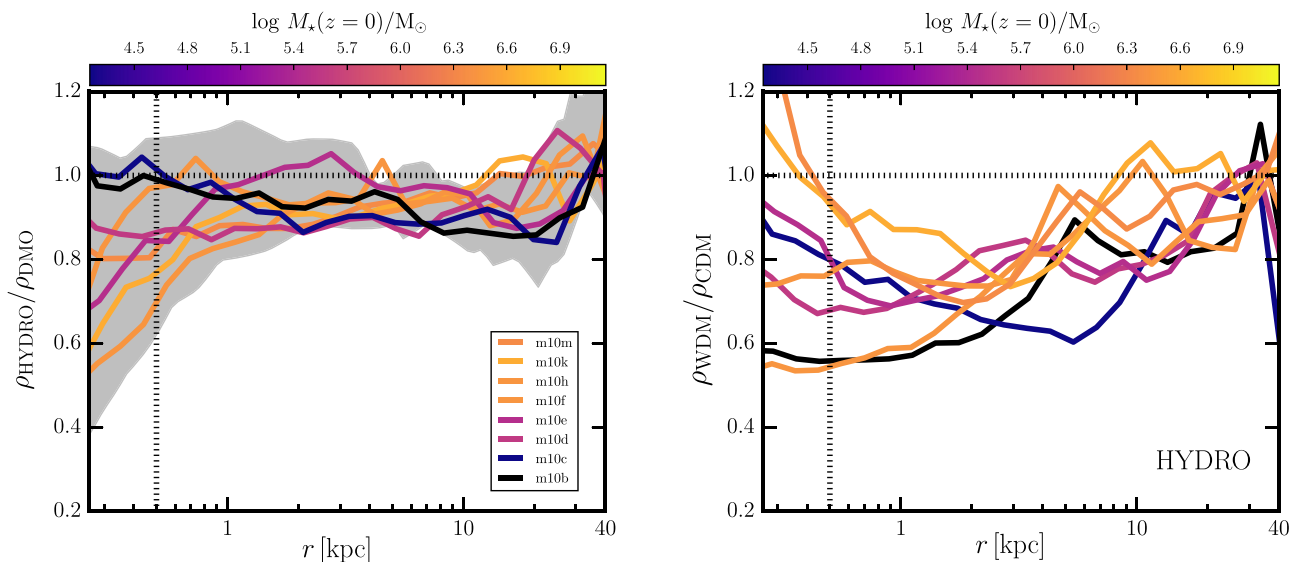 log M⋆(z = 0)/M⊙
4.5 4.8 5.1 5.4 5.7 6.0 6.3 6.6 6.9
1.2
1.0
0.8
0.6
0.4
0.2
ρHYDRO/ρDMO
m10m
m10k
m10h
m10f
m10e
m10d
m10c
m10b
1 10 40
r [kpc]
log M⋆(z = 0)/M⊙
4.5 4.8 5.1 5.4 5.7 6.0 6.3 6.6 6.9
1.2
1.0
0.8
0.6
0.4
0.2
ρWDM/ρCDM
HYDRO
1 10 40
r [kpc]